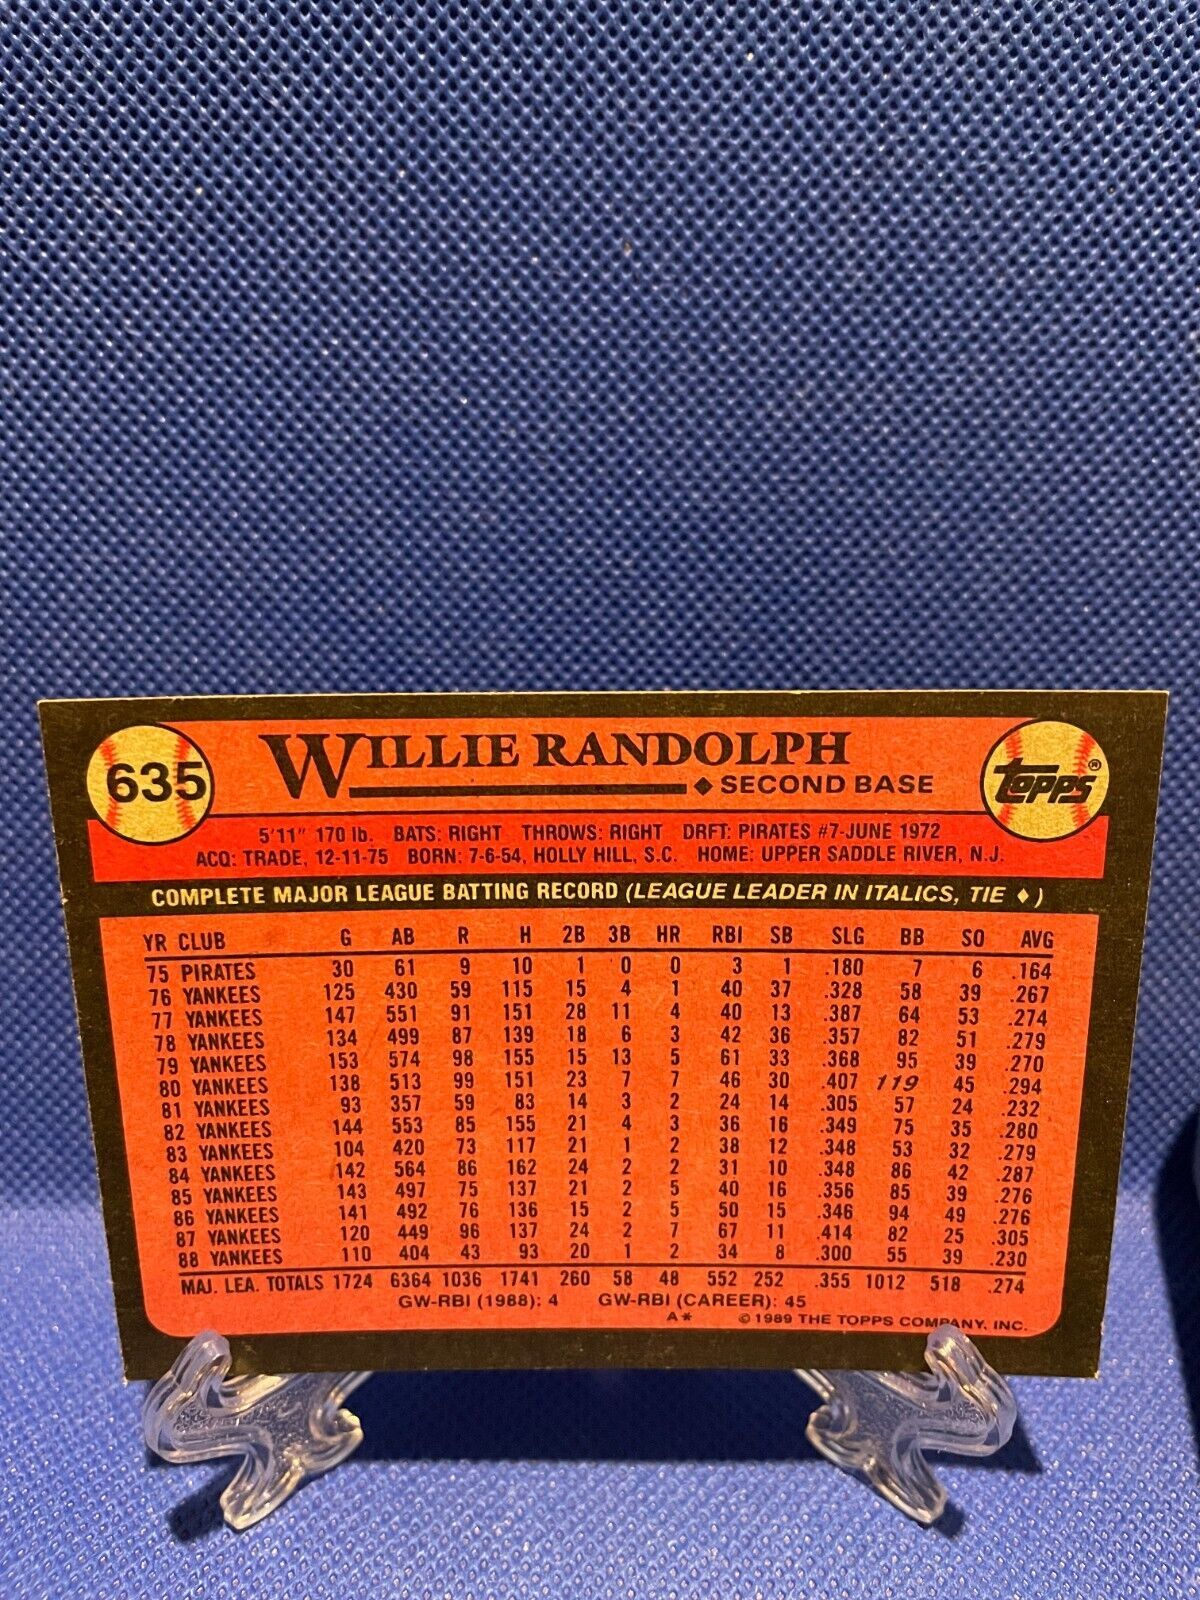 635 WILLIE RANDOLPH topps®
♦ SECOND BASE
5'11" 170 lb. BATS: RIGHT THROWS: RIGHT DRFT: PIRATES #7-JUNE 1972
ACQ: TRADE, 12-11-75 BORN: 7-6-54, HOLLY HILL, S.C. HOME: UPPER SADDLE RIVER, N.J.
COMPLETE MAJOR LEAGUE BATTING RECORD (LEAGUE LEADER IN ITALICS, TIE ♦)
YR CLUB G AB R H 2B 3B HR RBI SB SLG BB SO AVG
75 PIRATES 30 61 9 10 1 0 0 3 1 .180 7 6 .164
76 YANKEES 125 430 59 115 15 4 1 40 37 .328 58 39 .267
77 YANKEES 147 551 91 151 28 11 4 40 13 .387 64 53 .274
78 YANKEES 134 499 87 139 18 6 3 42 36 .357 82 51 .279
79 YANKEES 153 574 98 155 15 13 5 61 33 .368 95 39 .270
80 YANKEES 138 513 99 151 23 7 7 46 30 .407 119 45 .294
81 YANKEES 93 357 59 83 14 3 2 24 14 .305 57 24 .232
82 YANKEES 144 553 85 155 21 4 3 36 16 .349 75 35 .280
83 YANKEES 104 420 73 117 21 1 2 38 12 .348 53 32 .279
84 YANKEES 142 564 86 162 24 2 2 31 10 .348 86 42 .287
85 YANKEES 143 497 75 137 21 2 5 40 16 .356 85 39 .276
86 YANKEES 141 492 76 136 15 2 5 50 15 .346 94 49 .276
87 YANKEES 120 449 96 137 24 2 7 67 11 .414 82 25 .305
88 YANKEES 110 404 43 93 20 1 2 34 8 .300 55 39 .230
MAJ. LEA. TOTALS 1724 6364 1036 1741 260 58 48 552 252 .355 1012 518 .274
GW-RBI (1988): 4 GW-RBI (CAREER): 45
A* © 1989 THE TOPPS COMPANY, INC.